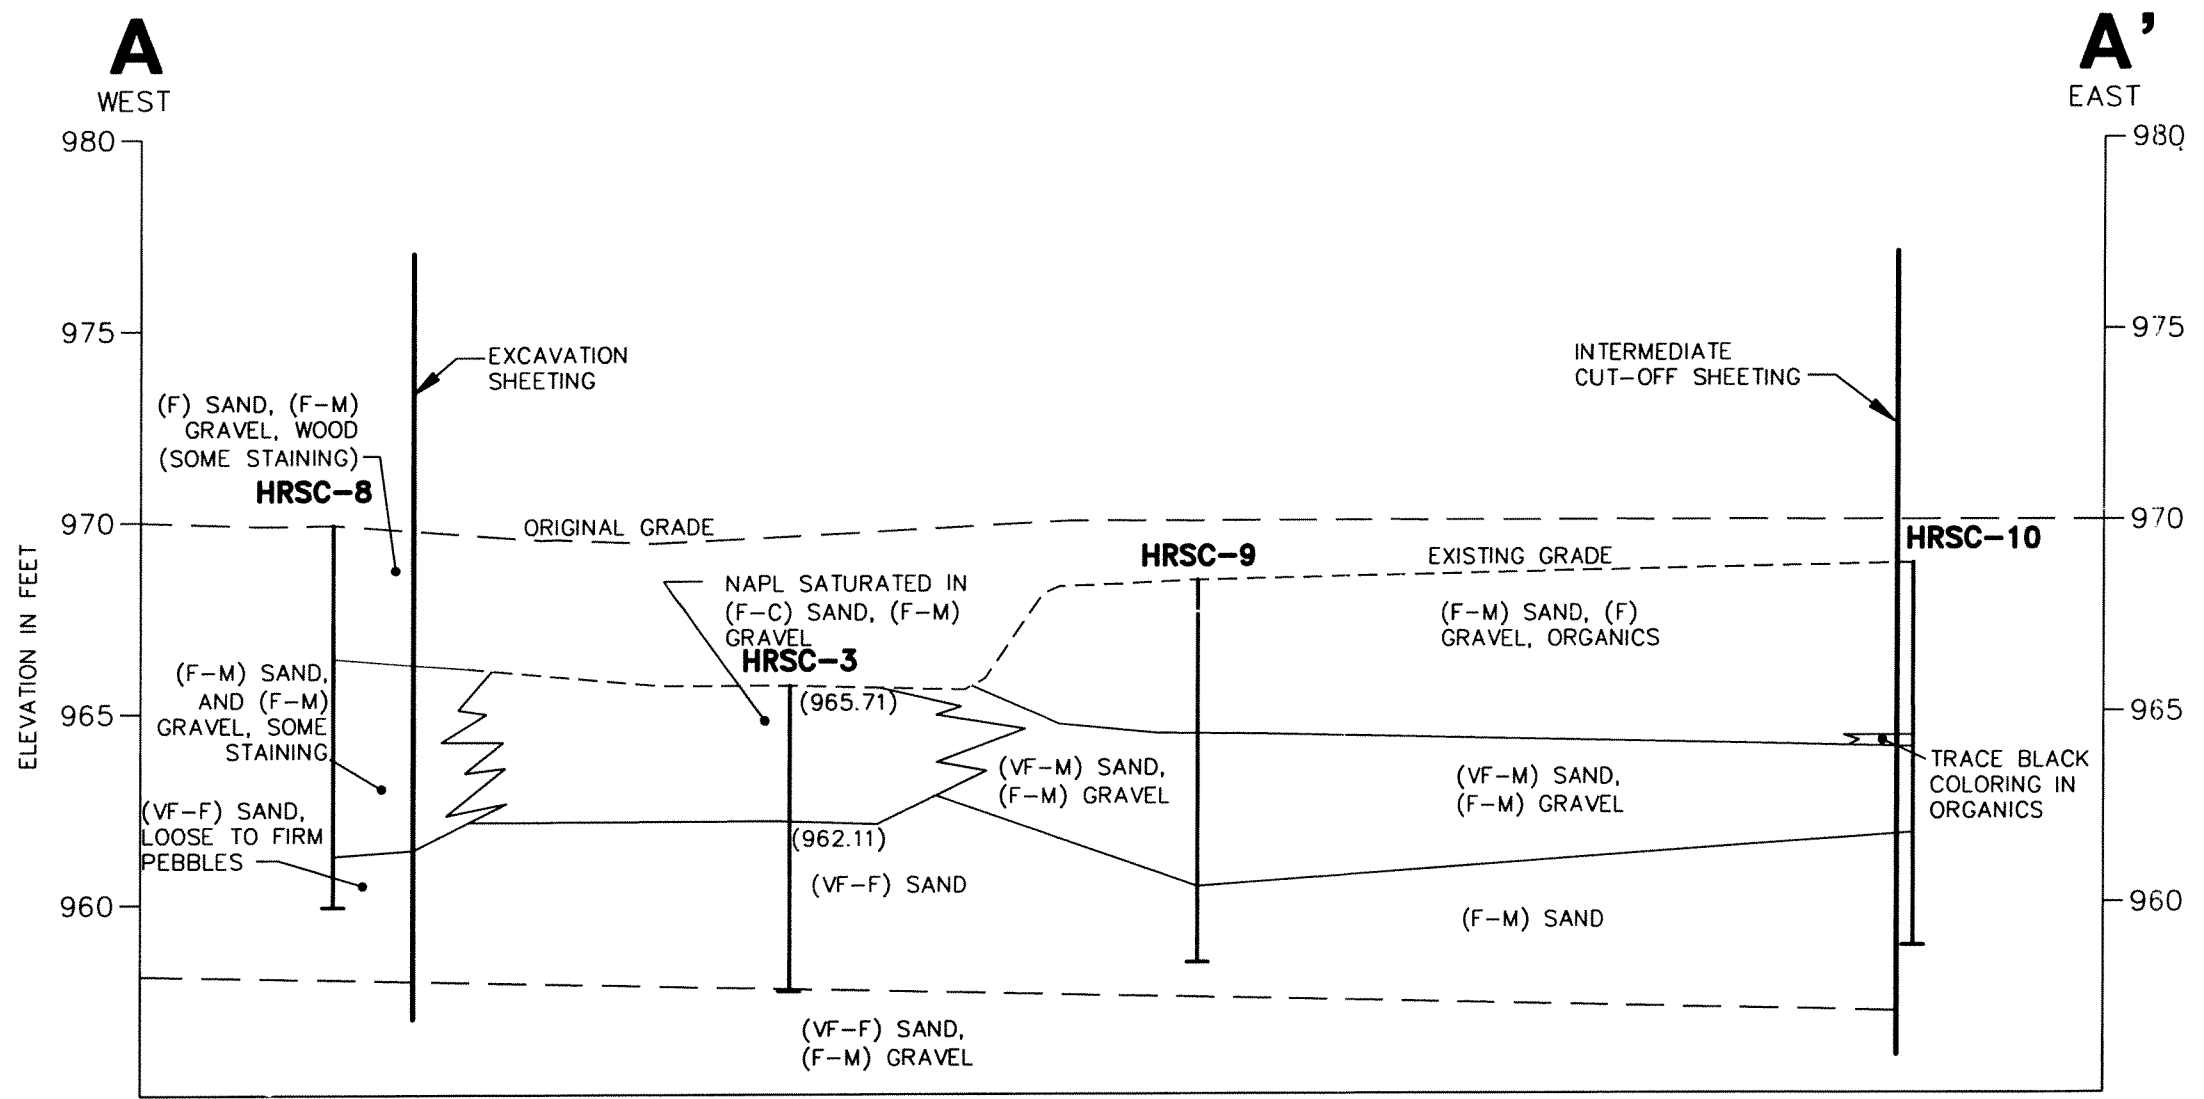 A
WEST
A'
EAST
980
980
975
975
EXCAVATION
SHEETING
INTERMEDIATE
CUT-OFF SHEETING
(F) SAND, (F-M)
GRAVEL, WOOD
(SOME STAINING)
HRSC-8
970
ORIGINAL GRADE
970
HRSC-10
HRSC-9
EXISTING GRADE
ELEVATION IN FEET
NAPL SATURATED IN
(F-C) SAND, (F-M)
GRAVEL
HRSC-3
(F-M) SAND, (F)
GRAVEL, ORGANICS
(F-M) SAND,
AND (F-M)
GRAVEL, SOME
STAINING
965
(965.71)
965
(VF-M) SAND,
(F-M) GRAVEL
(VF-M) SAND,
(F-M) GRAVEL
TRACE BLACK
COLORING IN
ORGANICS
(VF-F) SAND,
LOOSE TO FIRM
PEBBLES
(962.11)
(VF-F) SAND
960
(F-M) SAND
960
(VF-F) SAND,
(F-M) GRAVEL